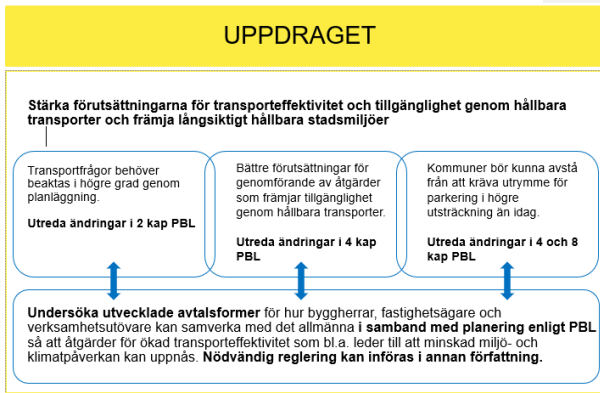 UPPDRAGET
Stärka förutsättningarna för transporteffektivitet och tillgänglighet genom hållbara
transporter och främja långsiktigt hållbara stadsmiljöer
Transportfrågor behöver
beaktas i högre grad genom
planläggning.
Utreda ändringar i 2 kap PBL
Bättre förutsättningar för
genomförande av åtgärder
som främjar tillgänglighet
genom hållbara transporter.
Utreda ändringar i 4 kap
PBL
Kommuner bör kunna avstå
från att kräva utrymme för
parkering i högre
utsträckning än idag.
Utreda ändringar i 4 och 8
kap PBL
Undersöka utvecklade avtalsformer för hur byggherrar, fastighetsägare och
verksamhetsutövare kan samverka med det allmänna i samband med planering enligt PBL
så att åtgärder för ökad transporteffektivitet som bl.a. leder till att minskad miljö- och
klimatpåverkan kan uppnås. Nödvändig reglering kan införas i annan författning.